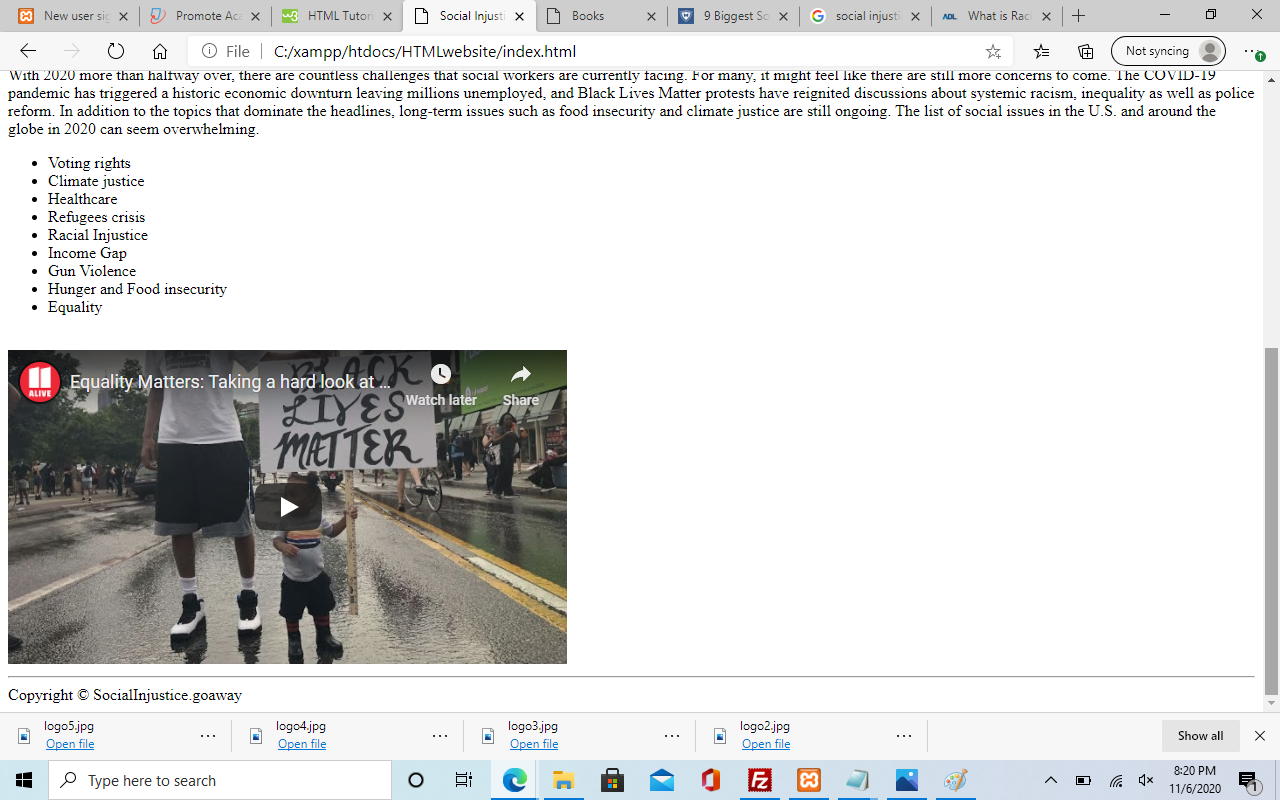 New user si
Promote Aca
HTML Tutori
Social Injusti
Books
9 Biggest So
social injusti
What is Rac
File
C:/xampp/htdocs/HTMLwebsite/index.html
Not syncing
With 2020 more than halfway over, there are countless challenges that social workers are currently facing. For many, it might feel like there are still more concerns to come. The COVID-19
pandemic has triggered a historic economic downturn leaving millions unemployed, and Black Lives Matter protests have reignited discussions about systemic racism, inequality as well as police
reform. In addition to the topics that dominate the headlines, long-term issues such as food insecurity and climate justice are still ongoing. The list of social issues in the U.S. and around the
globe in 2020 can seem overwhelming.
Voting rights
Climate justice
Healthcare
Refugees crisis
Racial Injustice
Income Gap
Gun Violence
Hunger and Food insecurity
Equality
11 ALIVE
Equality Matters: Taking a hard look at ...
Watch later
Share
BLACK
LIVES
MATTER
Copyright © SocialInjustice.goaway
logo5.jpg
Open file
logo4.jpg
Open file
logo3.jpg
Open file
logo2.jpg
Open file
Show all
Type here to search
8:20 PM
11/6/2020
1